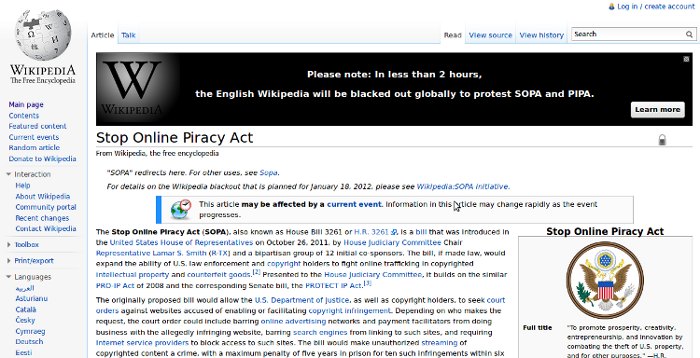 Log in / create account
WIKIPEDIA
The Free Encyclopedia
Main page
Contents
Featured content
Current events
Random article
Donate to Wikipedia
Interaction
Help
About Wikipedia
Community portal
Recent changes
Contact Wikipedia
Toolbox
Print/export
Languages
العربية
Asturianu
Català
Česky
Cymraeg
Deutsch
Eesti
Article Talk
Read View source View history
Search
W
WIKIPEDIA
Please note: In less than 2 hours,
the English Wikipedia will be blacked out globally to protest SOPA and PIPA.
Learn more
Stop Online Piracy Act
From Wikipedia, the free encyclopedia
"SOPA" redirects here. For other uses, see Sopa.
For details on the Wikipedia blackout that is planned for January 18, 2012, please see Wikipedia:SOPA initiative.
This article may be affected by a current event. Information in this article may change rapidly as the event
progresses.
The Stop Online Piracy Act (SOPA), also known as House Bill 3261 or H.R. 3261, is a bill that was introduced in
the United States House of Representatives on October 26, 2011, by House Judiciary Committee Chair
Representative Lamar S. Smith (R-TX) and a bipartisan group of 12 initial co-sponsors. The bill, if made law, would
expand the ability of U.S. law enforcement and copyright holders to fight online trafficking in copyrighted
intellectual property and counterfeit goods.[2] Presented to the House Judiciary Committee, it builds on the similar
PRO-IP Act of 2008 and the corresponding Senate bill, the PROTECT IP Act.[3]
The originally proposed bill would allow the U.S. Department of Justice, as well as copyright holders, to seek court
orders against websites accused of enabling or facilitating copyright infringement. Depending on who makes the
request, the court order could include barring online advertising networks and payment facilitators from doing
business with the allegedly infringing website, barring search engines from linking to such sites, and requiring
Internet service providers to block access to such sites. The bill would make unauthorized streaming of
copyrighted content a crime, with a maximum penalty of five years in prison for ten such infringements within six
Stop Online Piracy Act
Full title
"To promote prosperity, creativity,
entrepreneurship, and innovation by
combating the theft of U.S. property,
and for other purposes." —H.R.